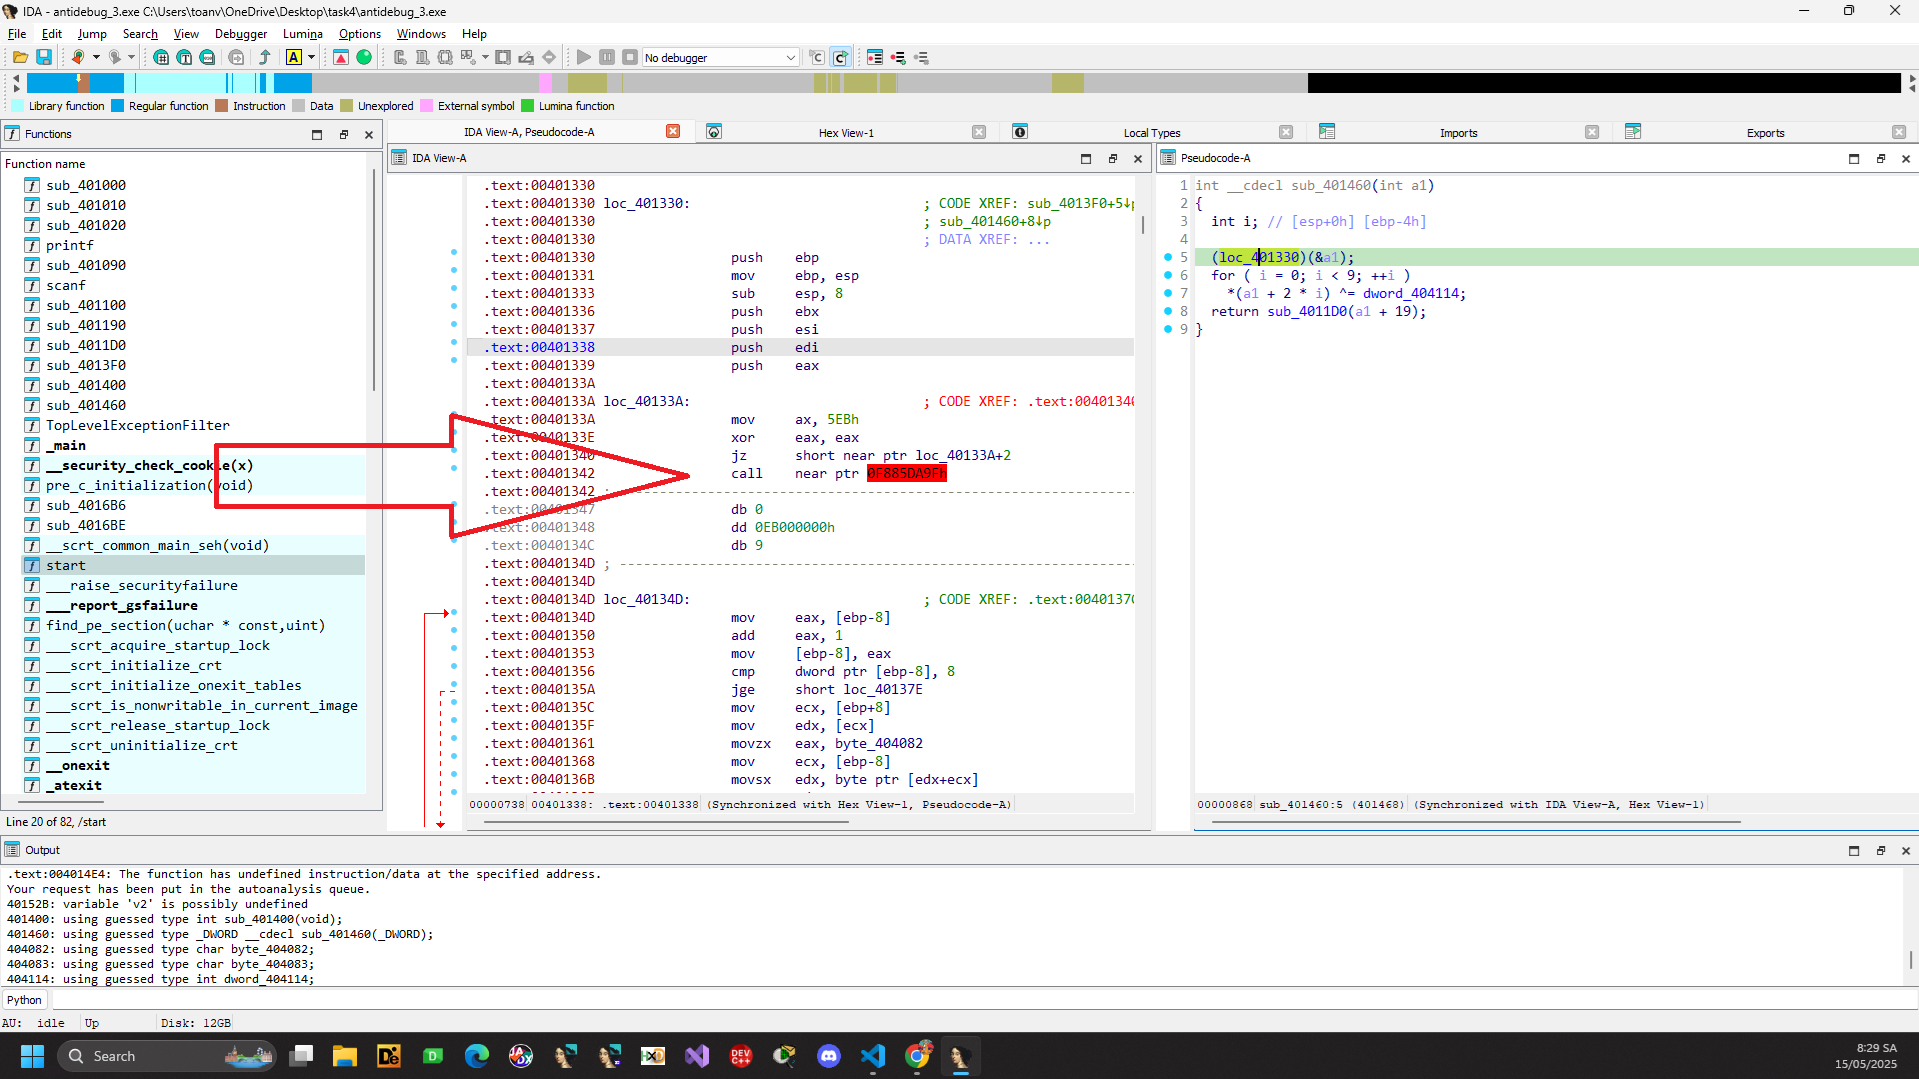 IDA - antidebug_3.exe C:\Users\toanv\OneDrive\Desktop\task4\antidebug_3.exe
File Edit Jump Search View Debugger Lumina Options Windows Help
No debugger
Library function Regular function Instruction Data Unexplored External symbol Lumina function
Functions
Function name
sub_401000
sub_401010
sub_401020
printf
sub_401090
scanf
sub_401100
sub_401190
sub_4011D0
sub_4013F0
sub_401400
sub_401460
TopLevelExceptionFilter
_main
__security_check_cookie(x)
pre_c_initialization(void)
sub_4016B6
sub_4016BE
__scrt_common_main_seh(void)
start
___raise_securityfailure
___report_gsfailure
find_pe_section(uchar * const,uint)
___scrt_acquire_startup_lock
___scrt_initialize_crt
___scrt_initialize_onexit_tables
___scrt_is_nonwritable_in_current_image
___scrt_release_startup_lock
___scrt_uninitialize_crt
__onexit
_atexit
Line 20 of 82, /start
IDA View-A, Pseudocode-A Hex View-1 Local Types Imports Exports
IDA View-A
.text:00401330
.text:00401330 loc_401330: ; CODE XREF: sub_4013F0+5↓p
.text:00401330 ; sub_401460+8↓p
.text:00401330 ; DATA XREF: ...
.text:00401330 push ebp
.text:00401331 mov ebp, esp
.text:00401333 sub esp, 8
.text:00401336 push ebx
.text:00401337 push esi
.text:00401338 push edi
.text:00401339 push eax
.text:0040133A
.text:0040133A loc_40133A: ; CODE XREF: .text:0040134
.text:0040133A mov ax, 5EBh
.text:0040133E xor eax, eax
.text:00401340 jz short near ptr loc_40133A+2
.text:00401342 call near ptr 0E885DA9Fh
.text:00401342 ; ---------------------------------------------------------------------------
.text:00401347 db 0
.text:00401348 dd 0EB000000h
.text:0040134C db 9
.text:0040134D ; ---------------------------------------------------------------------------
.text:0040134D
.text:0040134D loc_40134D: ; CODE XREF: .text:0040137
.text:0040134D mov eax, [ebp-8]
.text:00401350 add eax, 1
.text:00401353 mov [ebp-8], eax
.text:00401356 cmp dword ptr [ebp-8], 8
.text:0040135A jge short loc_40137E
.text:0040135C mov ecx, [ebp+8]
.text:0040135F mov edx, [ecx]
.text:00401361 movzx eax, byte_404082
.text:00401368 mov ecx, [ebp-8]
.text:0040136B movsx edx, byte ptr [edx+ecx]
00000738 00401338: .text:00401338 (Synchronized with Hex View-1, Pseudocode-A)
Pseudocode-A
1 int __cdecl sub_401460(int a1)
2 {
3 int i; // [esp+0h] [ebp-4h]
4
5 (loc_401330)(&a1);
6 for ( i = 0; i < 9; ++i )
7 *(a1 + 2 * i) ^= dword_404114;
8 return sub_4011D0(a1 + 19);
9 }
00000868 sub_401460:5 (401468) (Synchronized with IDA View-A, Hex View-1)
Output
.text:004014E4: The function has undefined instruction/data at the specified address.
Your request has been put in the autoanalysis queue.
40152B: variable 'v2' is possibly undefined
401400: using guessed type int sub_401400(void);
401460: using guessed type _DWORD __cdecl sub_401460(_DWORD);
404082: using guessed type char byte_404082;
404083: using guessed type char byte_404083;
404114: using guessed type int dword_404114;
Python
AU: idle Up Disk: 12GB
Search
8:29 SA
15/05/2025